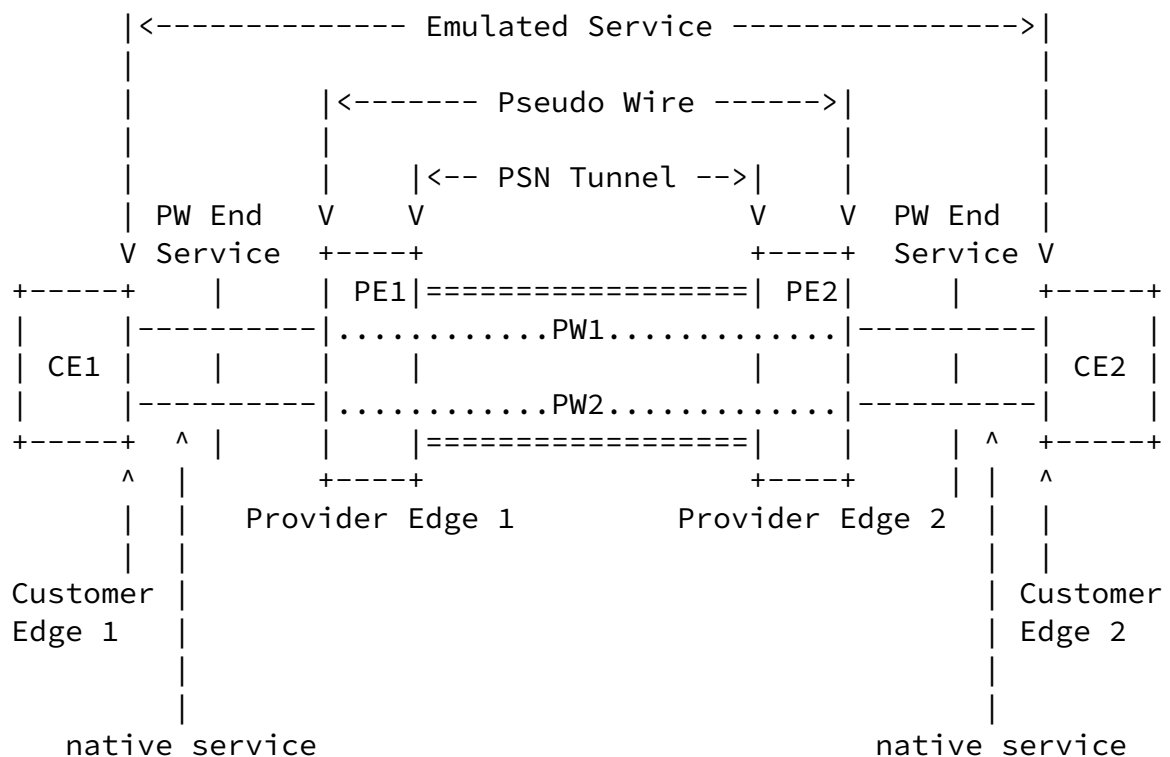 |<-------------- Emulated Service ---------------->|
|                                                  |
|          |<------- Pseudo Wire ------>|          |
|          |                            |          |
|          |    |<-- PSN Tunnel -->|    |          |
| PW End   V    V                  V    V  PW End  |
V Service  +----+                  +----+  Service V
+-----+    |     | PE1|==================| PE2|     |    +-----+
|     |----------|............PW1.............|----------|     |
| CE1 |    |     |    |                  |    |     |    | CE2 |
|     |----------|............PW2.............|----------|     |
+-----+  ^ |     |    |==================|    |     | ^  +-----+
^  |       +----+                  +----+     | |  ^
|  |   Provider Edge 1         Provider Edge 2  |  |
|  |                                            |  |
Customer |                                            | Customer
Edge 1   |                                            | Edge 2
|                                            |
|                                            |
native service                               native service